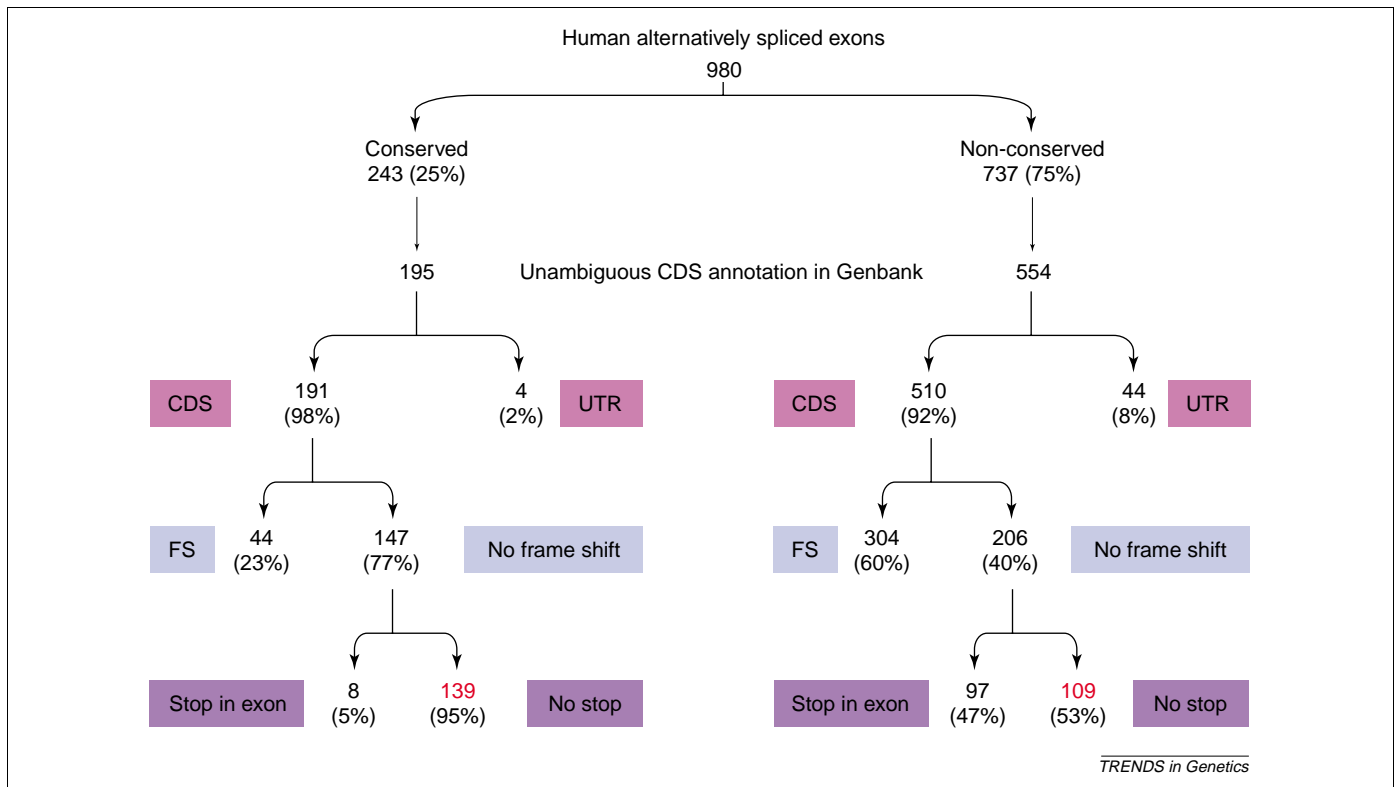 Human alternatively spliced exons
980
Conserved
243 (25%)
Non-conserved
737 (75%)
195
Unambiguous CDS annotation in Genbank
554
CDS
191
(98%)
4
(2%)
UTR
CDS
510
(92%)
44
(8%)
UTR
FS
44
(23%)
147
(77%)
No frame shift
FS
304
(60%)
206
(40%)
No frame shift
Stop in exon
8
(5%)
139
(95%)
No stop
Stop in exon
97
(47%)
109
(53%)
No stop
TRENDS in Genetics